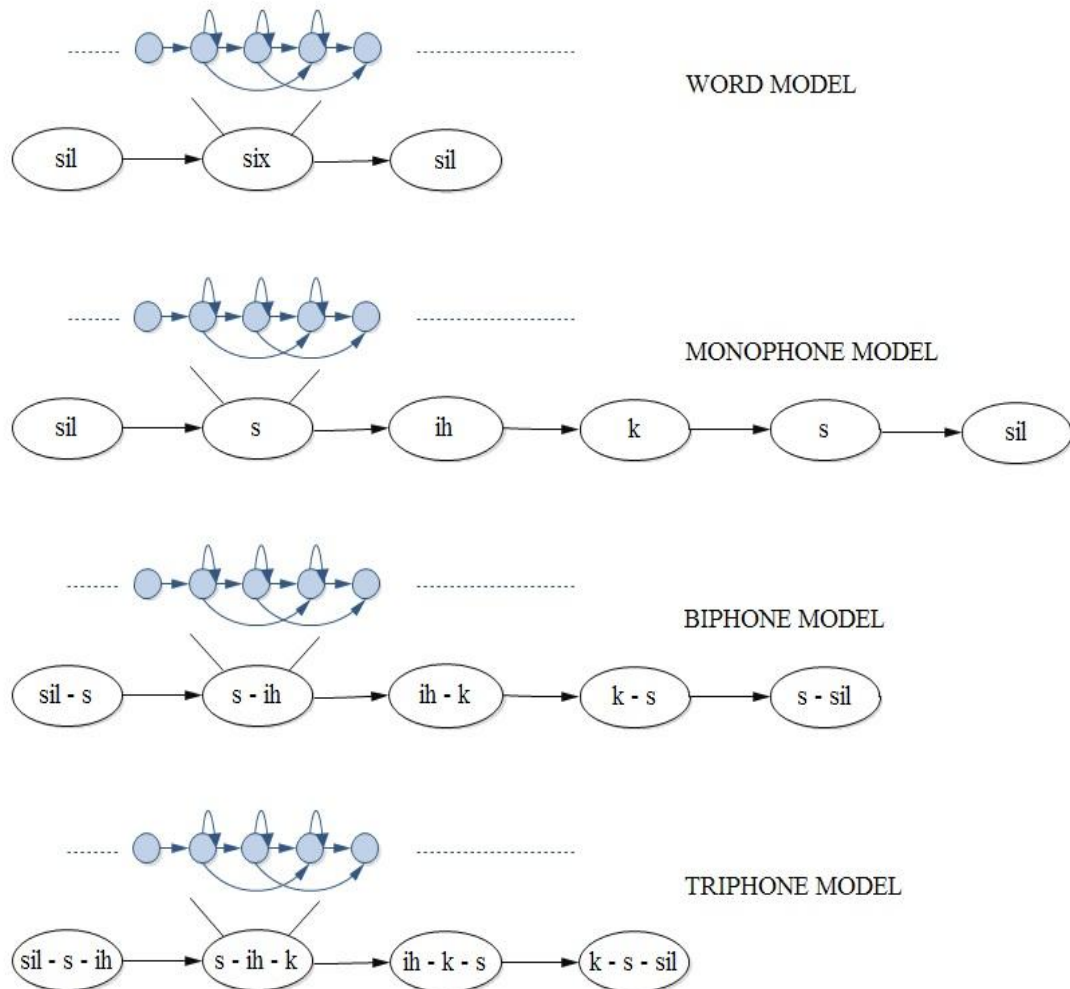 WORD MODEL
sil six sil
MONOPHONE MODEL
sil s ih k s sil
BIPHONE MODEL
sil - s s - ih ih - k k - s s - sil
TRIPHONE MODEL
sil - s - ih s - ih - k ih - k - s k - s - sil